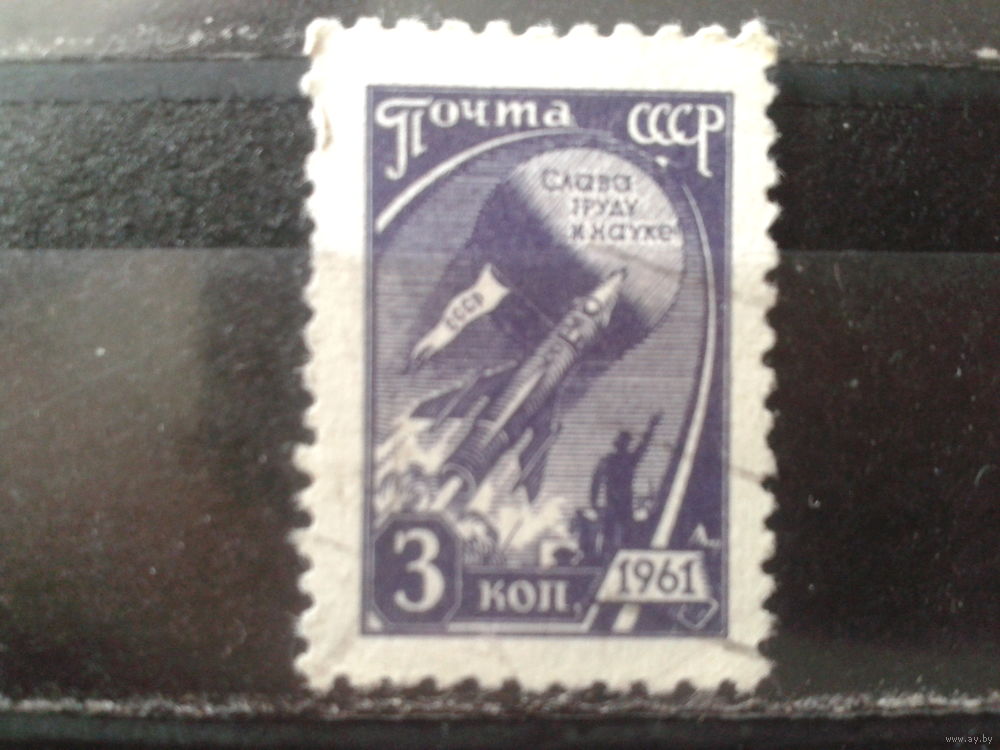 Почта СССР
Слава
труду
и науке
СССР
3 коп.
1961
www.ay.by